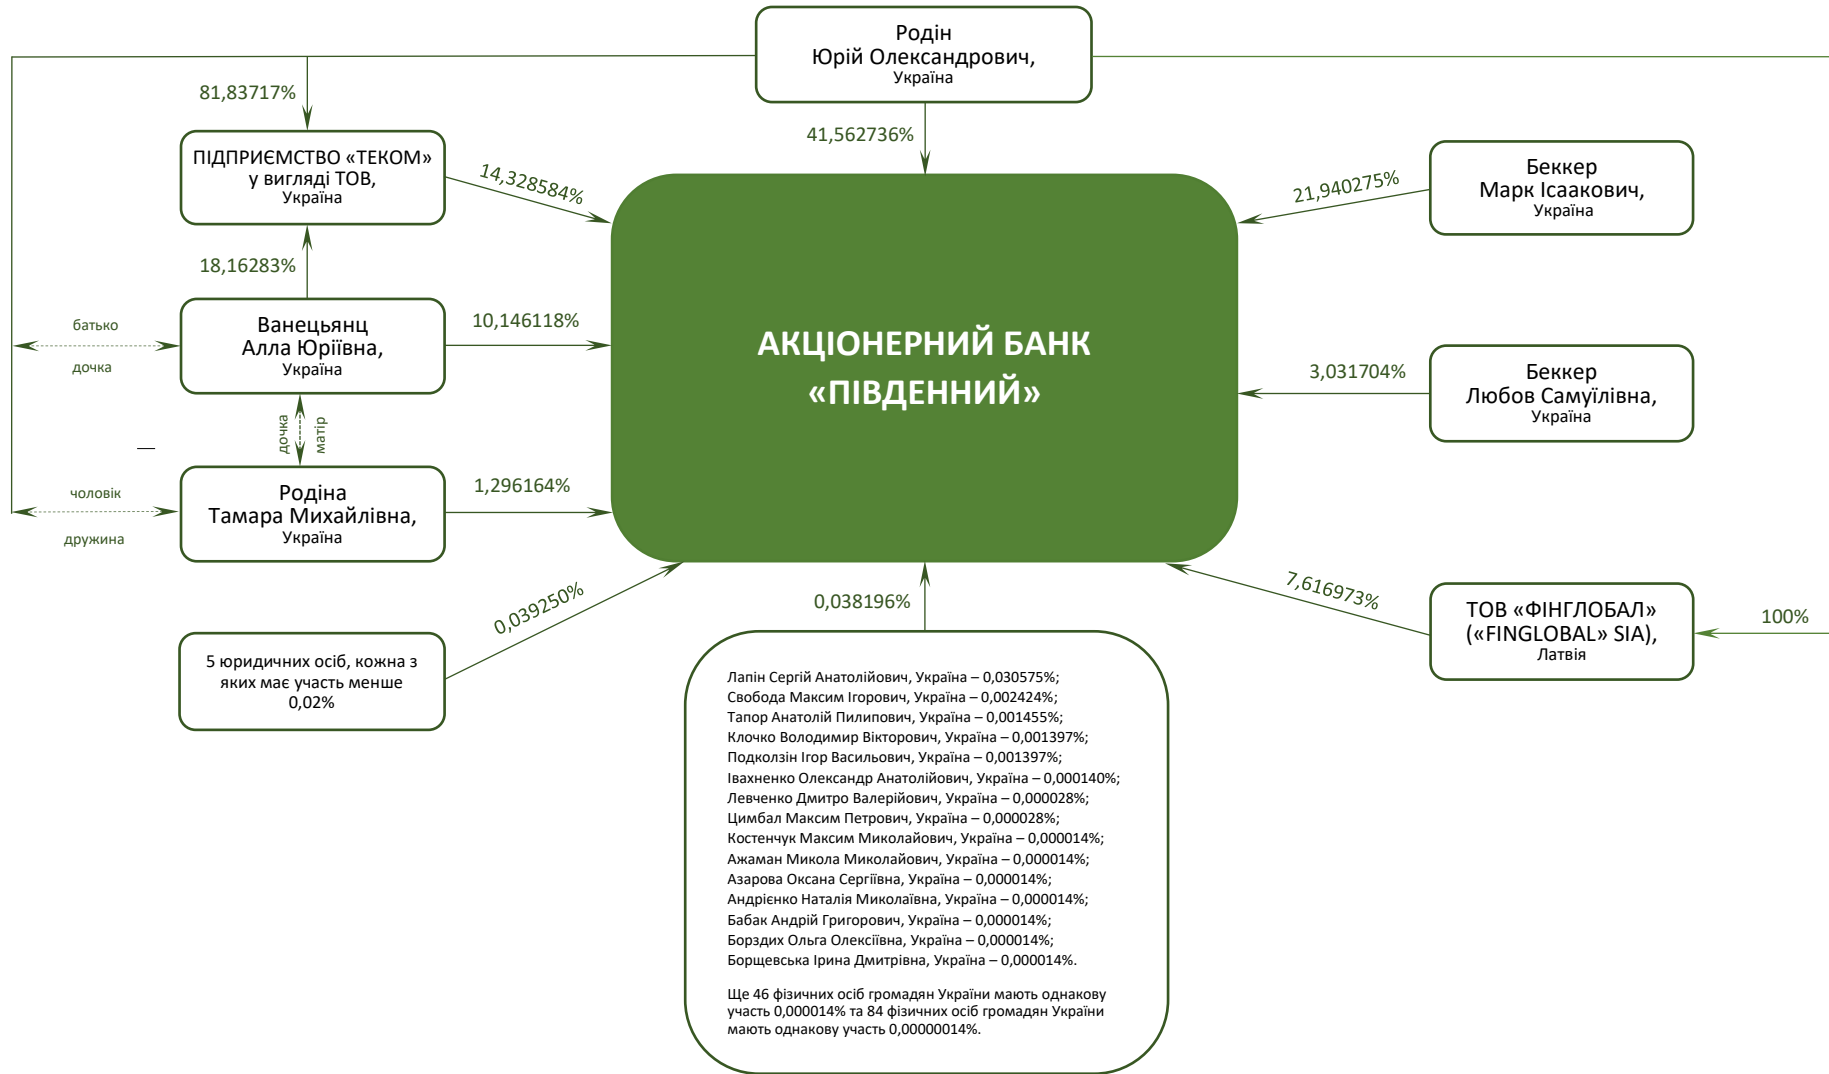 Родін
Юрій Олександрович,
Україна
81,83717%
41,562736%
ПІДПРИЄМСТВО «ТЕКОМ»
у вигляді ТОВ,
Україна
14,328584%
21,940275%
Беккер
Марк Ісаакович,
Україна
18,16283%
батько
дочка
Ванецьянц
Алла Юріївна,
Україна
10,146118%
АКЦІОНЕРНИЙ БАНК
«ПІВДЕННИЙ»
3,031704%
Беккер
Любов Самуїлівна,
Україна
дочка
матір
—
чоловік
дружина
Родіна
Тамара Михайлівна,
Україна
1,296164%
0,039250%
0,038196%
7,616973%
ТОВ «ФІНГЛОБАЛ»
(«FINGLOBAL» SIA),
Латвія
100%
5 юридичних осіб, кожна з
яких має участь менше
0,02%
Лапін Сергій Анатолійович, Україна – 0,030575%;
Свобода Максим Ігорович, Україна – 0,002424%;
Тапор Анатолій Пилипович, Україна – 0,001455%;
Клочко Володимир Вікторович, Україна – 0,001397%;
Подколзін Ігор Васильович, Україна – 0,001397%;
Івахненко Олександр Анатолійович, Україна – 0,000140%;
Левченко Дмитро Валерійович, Україна – 0,000028%;
Цимбал Максим Петрович, Україна – 0,000028%;
Костенчук Максим Миколайович, Україна – 0,000014%;
Ажаман Микола Миколайович, Україна – 0,000014%;
Азарова Оксана Сергіївна, Україна – 0,000014%;
Андрієнко Наталія Миколаївна, Україна – 0,000014%;
Бабак Андрій Григорович, Україна – 0,000014%;
Борздих Ольга Олексіївна, Україна – 0,000014%;
Борщевська Ірина Дмитрівна, Україна – 0,000014%.
Ще 46 фізичних осіб громадян України мають однакову
участь 0,000014% та 84 фізичних осіб громадян України
мають однакову участь 0,00000014%.